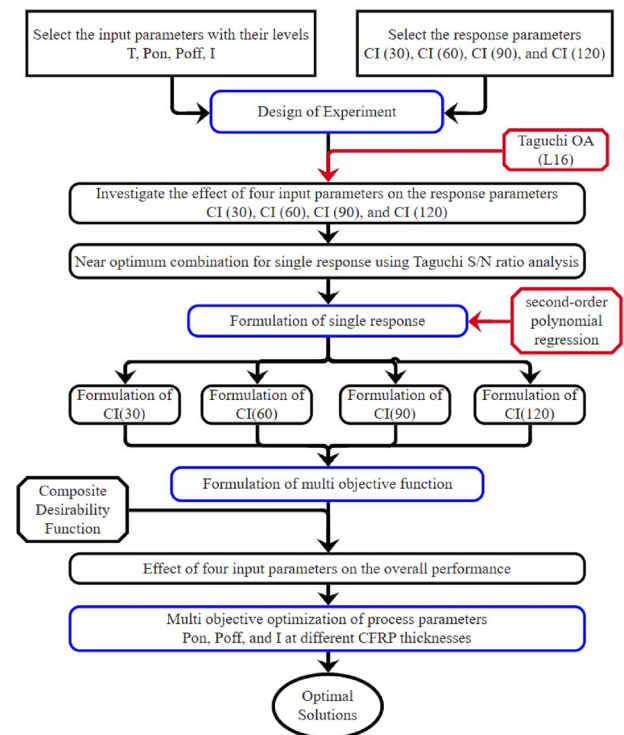 Select the input parameters with their levels
T, Pon, Poff, I
Select the response parameters
CI (30), CI (60), CI (90), and CI (120)
Design of Experiment
Taguchi OA
(L16)
Investigate the effect of four input parameters on the response parameters
CI (30), CI (60), CI (90), and CI (120)
Near optimum combination for single response using Taguchi S/N ratio analysis
Formulation of single response
second-order
polynomial
regression
Formulation of
CI(30)
Formulation of
CI(60)
Formulation of
CI(90)
Formulation of
CI(120)
Formulation of multi objective function
Composite
Desirability
Function
Effect of four input parameters on the overall performance
Multi objective optimization of process parameters
Pon, Poff, and I at different CFRP thicknesses
Optimal
Solutions